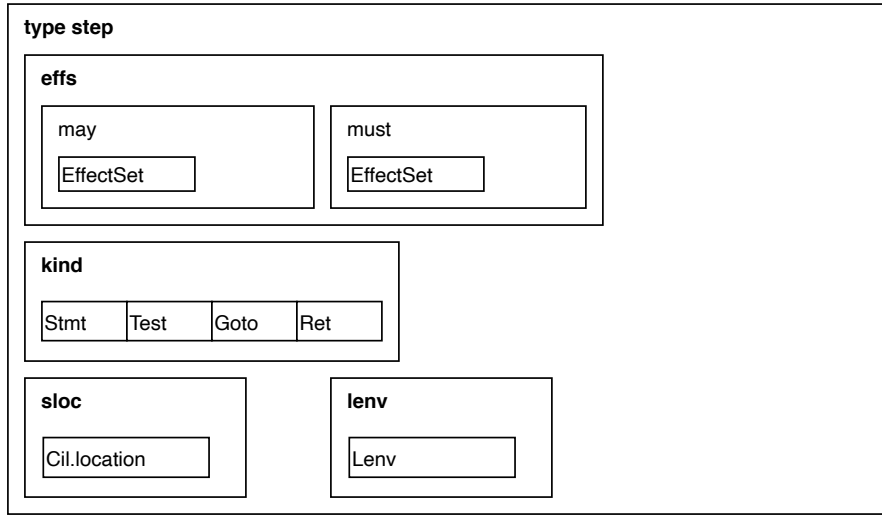 type step
effs
may
must
EffectSet
EffectSet
kind
Stmt Test Goto Ret
sloc
lenv
Cil.location
Lenv